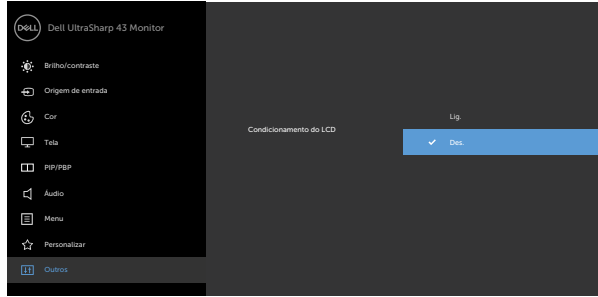 DELL Dell UltraSharp 43 Monitor
Brilho/contraste
Origem de entrada
Cor
Tela
PIP/PBP
Áudio
Menu
Personalizar
Outros
Condicionamento do LCD
Lig.
Des.